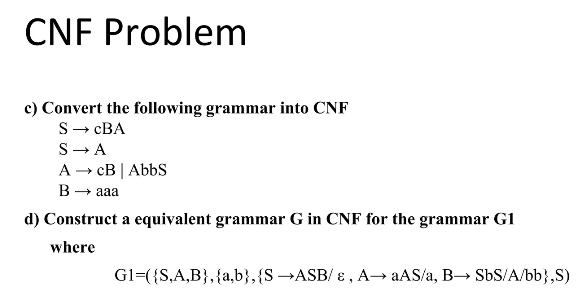 CNF Problem
c) Convert the following grammar into CNF
S → cBA
S → A
A → cB | AbbS
B → aaa
d) Construct a equivalent grammar G in CNF for the grammar G1
where
G1=({S,A,B},{a,b},{S →ASB/ ε , A→ aAS/a, B→ SbS/A/bb},S)